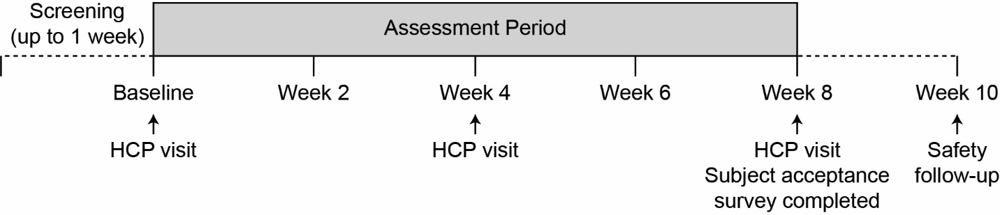 Screening
(up to 1 week)
Assessment Period
Baseline
Week 2
Week 4
Week 6
Week 8
Week 10
HCP visit
HCP visit
HCP visit
Subject acceptance
survey completed
Safety
follow-up